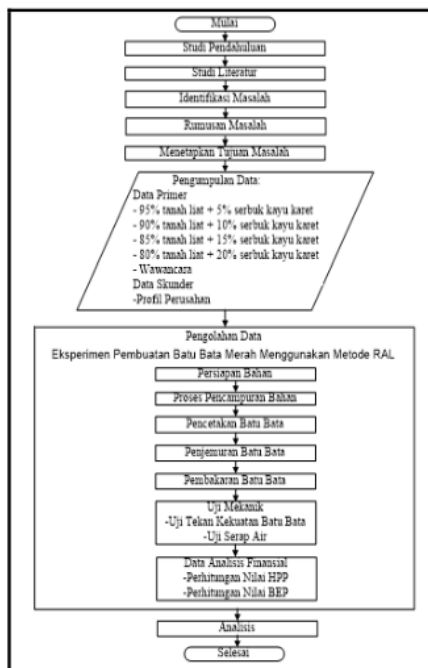 Mulai
Studi Pendahuluan
Studi Literatur
Identifikasi Masalah
Rumusan Masalah
Menetapkan Tujuan Masalah
Pengumpulan Data:
Data Primer
- 95% tanah liat + 5% serbuk kayu karet
- 90% tanah liat + 10% serbuk kayu karet
- 85% tanah liat + 15% serbuk kayu karet
- 80% tanah liat + 20% serbuk kayu karet
- Wawancara
Data Skunder
-Profil Perusahan
Pengolahan Data
Eksperimen Pembuatan Batu Bata Merah Menggunakan Metode RAL
Persiapan Bahan
Proses Pencampuran Bahan
Pencetakan Batu Bata
Penjemuran Batu Bata
Pembakaran Batu Bata
Uji Mekanik
-Uji Tekan Kekuatan Batu Bata
-Uji Serap Air
Data Analisis Finansial
-Perhitungan Nilai HPP
-Perhitungan Nilai BEP
Analisis
Selesai